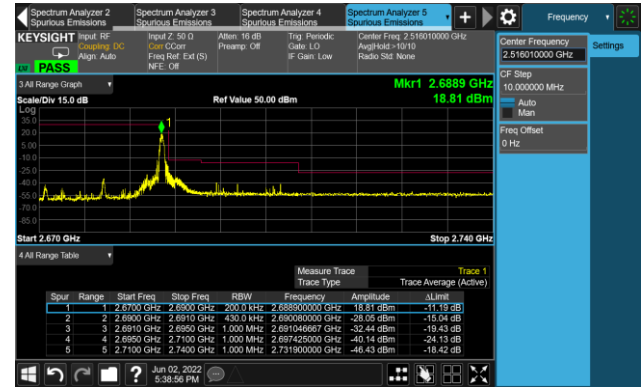 Spectrum Analyzer 2
Spurious Emissions
Spectrum Analyzer 3
Spurious Emissions
Spectrum Analyzer 4
Spurious Emissions
Spectrum Analyzer 5
Spurious Emissions
+
Frequency
KEYSIGHT
PASS
Input: RF
Coupling: DC
Align: Auto
Input Z: 50 Ω
Corr CCorr
Freq Ref: Ext (S)
NFE: Off
Atten: 16 dB
Preamp: Off
Trig: Periodic
Gate: LO
IF Gain: Low
Center Freq: 2.516010000 GHz
Avg|Hold:>10/10
Radio Std: None
Center Frequency
2.516010000 GHz
Settings
CF Step
10.000000 MHz
Auto
Man
Freq Offset
0 Hz
3 All Range Graph
Mkr1 2.6889 GHz
Scale/Div 15.0 dB
Ref Value 50.00 dBm
18.81 dBm
Log
35.0
20.0
5.00
-10.0
-25.0
-40.0
-55.0
-70.0
-85.0
1
Start 2.670 GHz
Stop 2.740 GHz
4 All Range Table
Measure Trace Trace 1
Trace Type Trace Average (Active)
Spur Range Start Freq Stop Freq RBW Frequency Amplitude ΔLimit
1 1 2.6700 GHz 2.6900 GHz 200.0 kHz 2.688900000 GHz 18.81 dBm -11.19 dB
2 2 2.6900 GHz 2.6910 GHz 430.0 kHz 2.690080000 GHz -28.05 dBm -15.04 dB
3 3 2.6910 GHz 2.6950 GHz 1.000 MHz 2.691046667 GHz -32.44 dBm -19.43 dB
4 4 2.6950 GHz 2.7100 GHz 1.000 MHz 2.697425000 GHz -40.14 dBm -24.13 dB
5 5 2.7100 GHz 2.7400 GHz 1.000 MHz 2.731900000 GHz -46.43 dBm -18.42 dB
?
Jun 02, 2022
5:38:56 PM